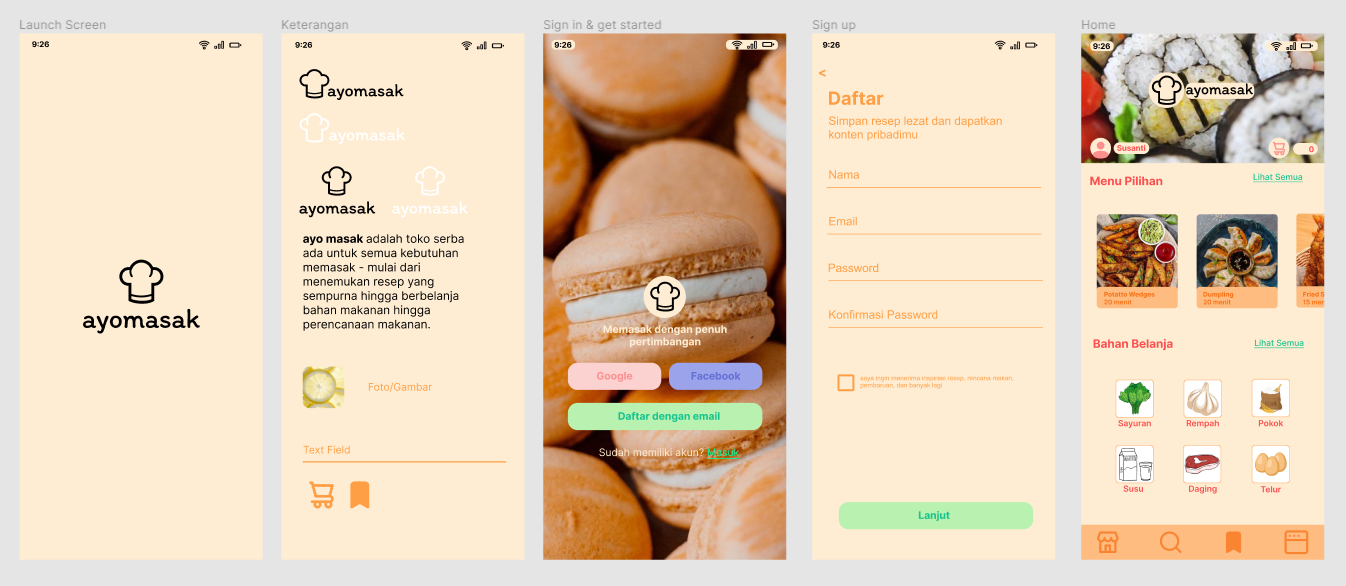 Launch Screen
9:26
ayomasak
Keterangan
9:26
ayomasak
ayomasak
ayomasak
ayomasak
ayo masak adalah toko serba
ada untuk semua kebutuhan
memasak - mulai dari
menemukan resep yang
sempurna hingga berbelanja
bahan makanan hingga
perencanaan makanan.
Foto/Gambar
Text Field
Sign in & get started
9:26
Memasak dengan penuh
pertimbangan
Google
Facebook
Daftar dengan email
Sudah memiliki akun? Masuk
Sign up
9:26
<
Daftar
Simpan resep lezat dan dapatkan
konten pribadimu
Nama
Email
Password
Konfirmasi Password
saya ingin menerima inspirasi resep, rencana makan,
pembaruan, dan banyak lagi
Lanjut
Home
9:26
ayomasak
Susanti
0
Menu Pilihan
Lihat Semua
Potatto Wedges
20 menit
Dumpling
20 menit
Fried S
15 mer
Bahan Belanja
Lihat Semua
Sayuran
Rempah
Pokok
Susu
Daging
Telur